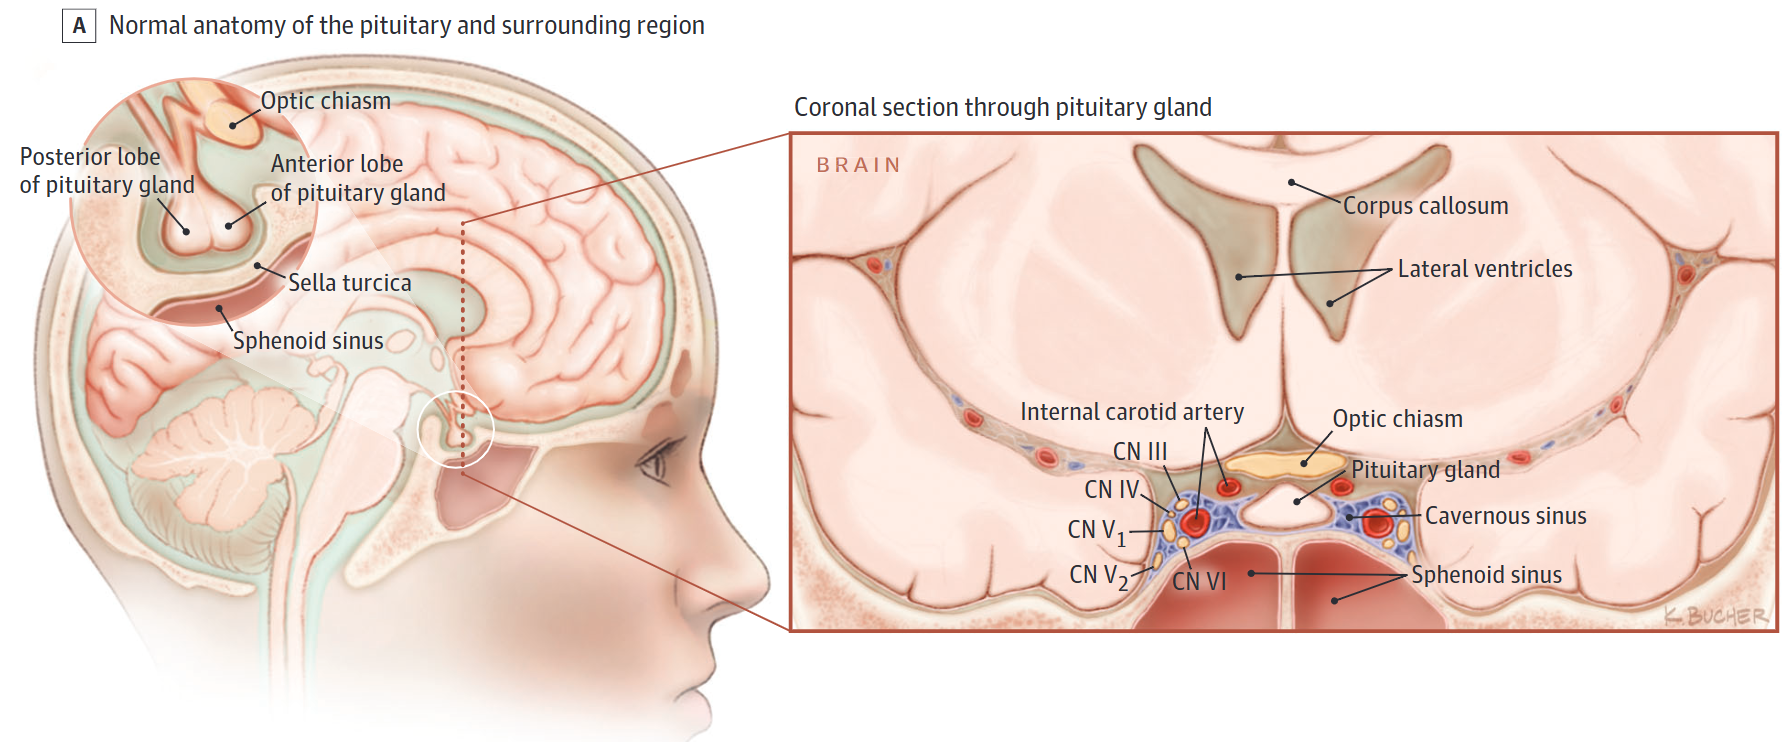 A Normal anatomy of the pituitary and surrounding region
Optic chiasm
Posterior lobe
of pituitary gland
Anterior lobe
of pituitary gland
Sella turcica
Sphenoid sinus
Coronal section through pituitary gland
BRAIN
Corpus callosum
Lateral ventricles
Internal carotid artery
Optic chiasm
CN III
Pituitary gland
CN IV
Cavernous sinus
CN V₁
CN V₂
CN VI
Sphenoid sinus
K. BUCHER